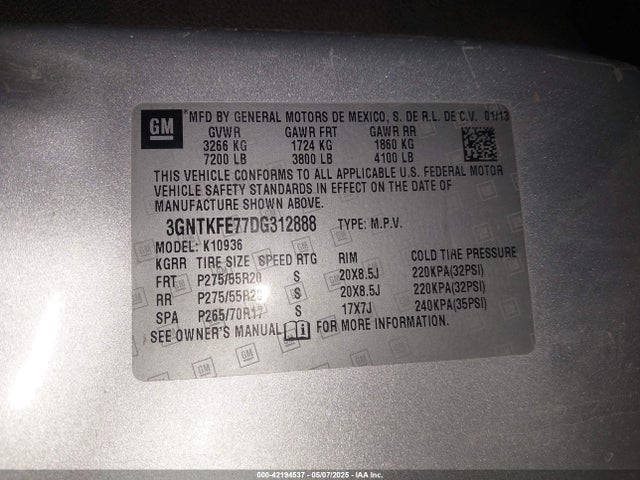 GM
MFD BY GENERAL MOTORS DE MEXICO, S. DE R.L. DE C.V. 01/13
GVWR GAWR FRT GAWR RR
3266 KG 1724 KG 1860 KG
7200 LB 3800 LB 4100 LB
THIS VEHICLE CONFORMS TO ALL APPLICABLE U.S. FEDERAL MOTOR
VEHICLE SAFETY STANDARDS IN EFFECT ON THE DATE OF
MANUFACTURE SHOWN ABOVE.
3GNTKFE77DG312888 TYPE: M.P.V.
MODEL: K10936
KGRR TIRE SIZE SPEED RTG RIM COLD TIRE PRESSURE
FRT P275/55R20 S 20X8.5J 220KPA(32PSI)
RR P275/55R20 S 20X8.5J 220KPA(32PSI)
SPA P265/70R17 S 17X7J 240KPA(35PSI)
SEE OWNER'S MANUAL FOR MORE INFORMATION.
000-42194537 - 05/07/2025 - IAA Inc.